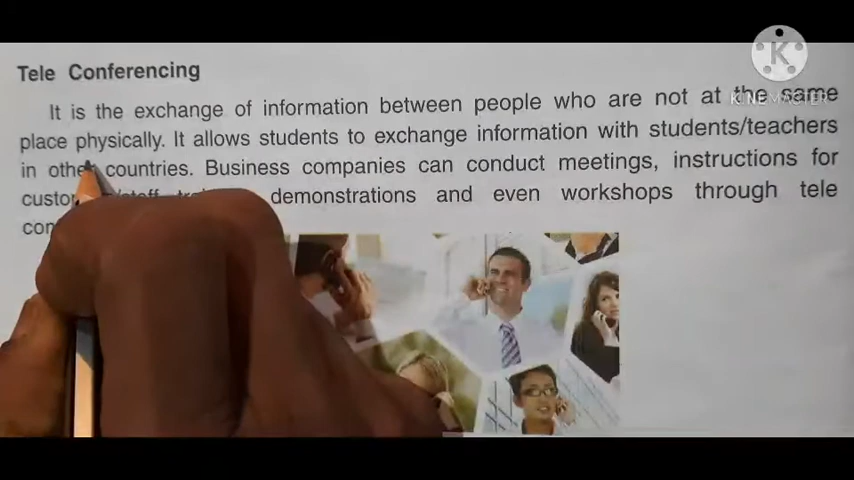 Tele Conferencing
It is the exchange of information between people who are not at the same
place physically. It allows students to exchange information with students/teachers
in other countries. Business companies can conduct meetings, instructions for
demonstrations and even workshops through tele
K
KINEMASTER